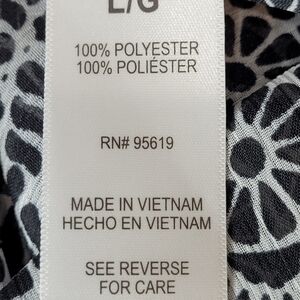 L/G
100% POLYESTER
100% POLIÉSTER
RN# 95619
MADE IN VIETNAM
HECHO EN VIETNAM
SEE REVERSE
FOR CARE